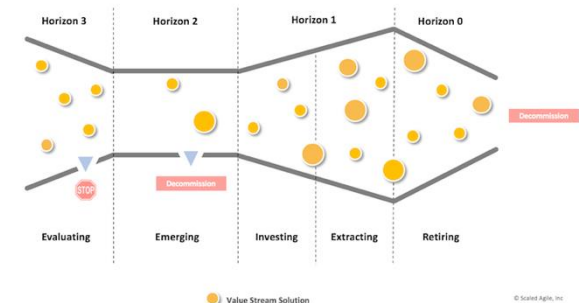 Horizon 3
Horizon 2
Horizon 1
Horizon 0
Decommission
Decommission
STOP
Evaluating
Emerging
Investing
Extracting
Retiring
Value Stream Solution
© Scaled Agile, Inc